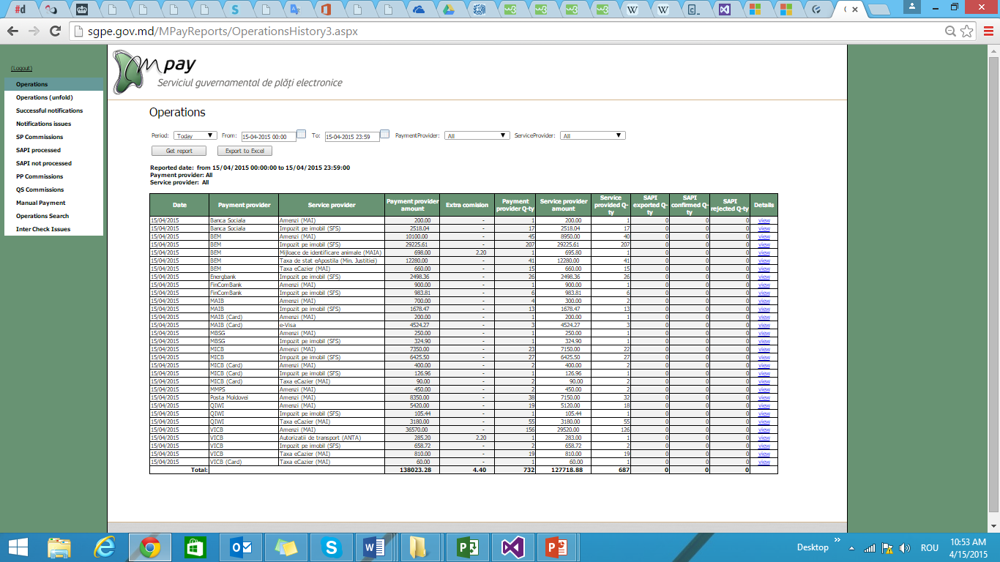 #d
sgpe.gov.md/MPayReports/OperationsHistory3.aspx
(Logout)
Operations
Operations (unfold)
Successful notifications
Notifications issues
SP Commissions
SAPI processed
SAPI not processed
PP Commissions
QS Commissions
Manual Payment
Operations Search
Inter Check Issues
Mpay
Serviciul guvernamental de plăți electronice
Operations
Period: Today From: 15-04-2015 00:00 To: 15-04-2015 23:59 PaymentProvider: All ServiceProvider: All
Get report Export to Excel
Reported date: from 15/04/2015 00:00:00 to 15/04/2015 23:59:00
Payment provider: All
Service provider: All
Date Payment provider Service provider Payment provider amount Extra comision Payment provider Q-ty Service provider amount Service provided Q-ty SAPI exported Q-ty SAPI confirmed Q-ty SAPI rejected Q-ty Details
15/04/2015 Banca Sociala Amenzi (MAI) 200.00 - 1 200.00 1 0 0 0 view
15/04/2015 Banca Sociala Impozit pe imobil (SFS) 2518.04 - 17 2518.04 17 0 0 0 view
15/04/2015 BEM Amenzi (MAI) 10100.00 - 45 8950.00 40 0 0 0 view
15/04/2015 BEM Impozit pe imobil (SFS) 29225.61 - 207 29225.61 207 0 0 0 view
15/04/2015 BEM Mijloace de identificare animale (MAIA) 698.00 2.20 1 695.80 1 0 0 0 view
15/04/2015 BEM Taxa de stat eApostila (Min. Justitiei) 12280.00 - 41 12280.00 41 0 0 0 view
15/04/2015 BEM Taxa eCazier (MAI) 660.00 - 15 660.00 15 0 0 0 view
15/04/2015 Energbank Impozit pe imobil (SFS) 2498.36 - 26 2498.36 26 0 0 0 view
15/04/2015 FinComBank Amenzi (MAI) 900.00 - 1 900.00 1 0 0 0 view
15/04/2015 FinComBank Impozit pe imobil (SFS) 983.81 - 6 983.81 6 0 0 0 view
15/04/2015 MAIB Amenzi (MAI) 700.00 - 4 300.00 2 0 0 0 view
15/04/2015 MAIB Impozit pe imobil (SFS) 1678.47 - 13 1678.47 13 0 0 0 view
15/04/2015 MAIB (Card) Amenzi (MAI) 200.00 - 1 200.00 1 0 0 0 view
15/04/2015 MAIB (Card) e-Visa 4524.27 - 3 4524.27 3 0 0 0 view
15/04/2015 MBSG Amenzi (MAI) 250.00 - 1 250.00 1 0 0 0 view
15/04/2015 MBSG Impozit pe imobil (SFS) 324.90 - 1 324.90 1 0 0 0 view
15/04/2015 MICB Amenzi (MAI) 7350.00 - 23 7150.00 22 0 0 0 view
15/04/2015 MICB Impozit pe imobil (SFS) 6425.50 - 27 6425.50 27 0 0 0 view
15/04/2015 MICB (Card) Amenzi (MAI) 400.00 - 2 400.00 2 0 0 0 view
15/04/2015 MICB (Card) Impozit pe imobil (SFS) 126.96 - 1 126.96 1 0 0 0 view
15/04/2015 MICB (Card) Taxa eCazier (MAI) 90.00 - 2 90.00 2 0 0 0 view
15/04/2015 MMPS Amenzi (MAI) 450.00 - 2 450.00 2 0 0 0 view
15/04/2015 Posta Moldovei Amenzi (MAI) 8350.00 - 38 7150.00 32 0 0 0 view
15/04/2015 QIWI Amenzi (MAI) 5420.00 - 19 5120.00 18 0 0 0 view
15/04/2015 QIWI Impozit pe imobil (SFS) 105.44 - 1 105.44 1 0 0 0 view
15/04/2015 QIWI Taxa eCazier (MAI) 3180.00 - 55 3180.00 55 0 0 0 view
15/04/2015 VICB Amenzi (MAI) 36570.00 - 156 29520.00 126 0 0 0 view
15/04/2015 VICB Autorizatii de transport (ANTA) 285.20 2.20 1 283.00 1 0 0 0 view
15/04/2015 VICB Impozit pe imobil (SFS) 658.72 - 2 658.72 2 0 0 0 view
15/04/2015 VICB Taxa eCazier (MAI) 810.00 - 19 810.00 19 0 0 0 view
15/04/2015 VICB (Card) Taxa eCazier (MAI) 60.00 - 1 60.00 1 0 0 0 view
Total: 138023.28 4.40 732 127718.88 687 0 0 0
Desktop ROU 10:53 AM
4/15/2015